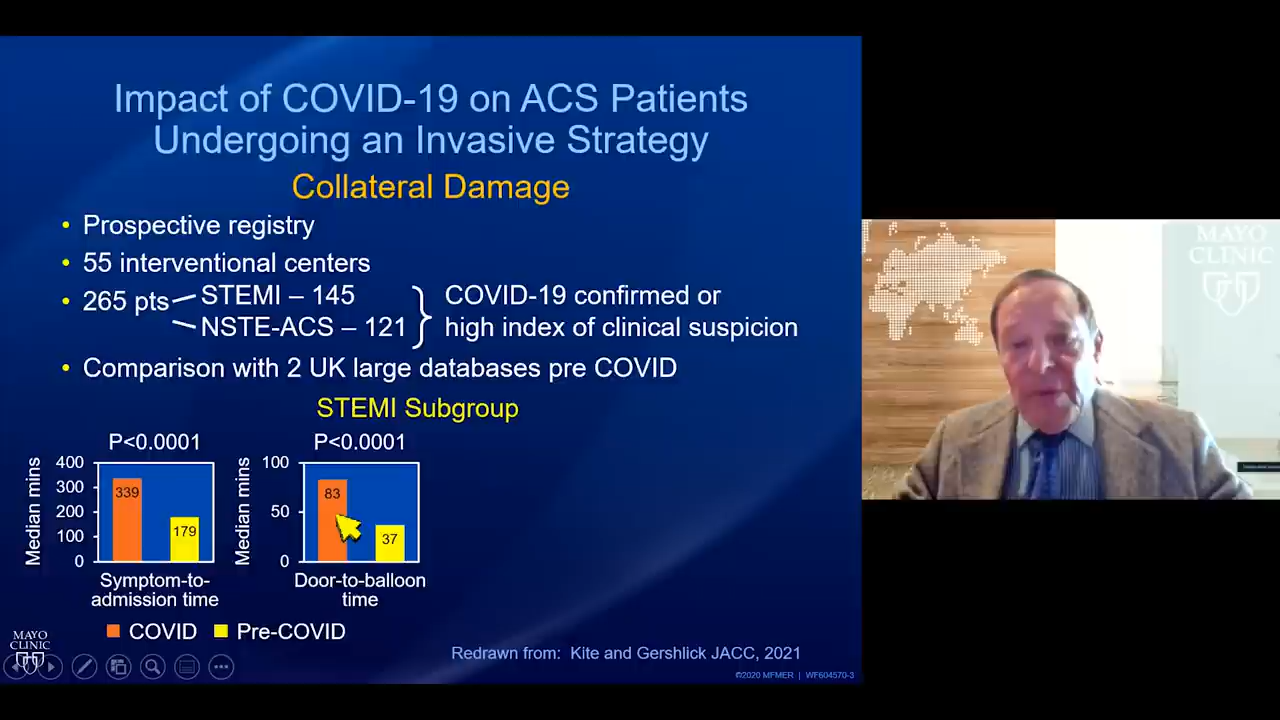 Impact of COVID-19 on ACS Patients
Undergoing an Invasive Strategy
Collateral Damage
• Prospective registry
• 55 interventional centers
• 265 pts
STEMI – 145
NSTE-ACS – 121
COVID-19 confirmed or
high index of clinical suspicion
• Comparison with 2 UK large databases pre COVID
STEMI Subgroup
P<0.0001
Median mins
400
300
200
100
0
339
179
Symptom-to-
admission time
P<0.0001
Median mins
100
50
0
83
37
Door-to-balloon
time
COVID
Pre-COVID
MAYO
CLINIC
Redrawn from: Kite and Gershlick JACC, 2021
©2020 MFMER | WF604570-3
MAYO
CLINIC